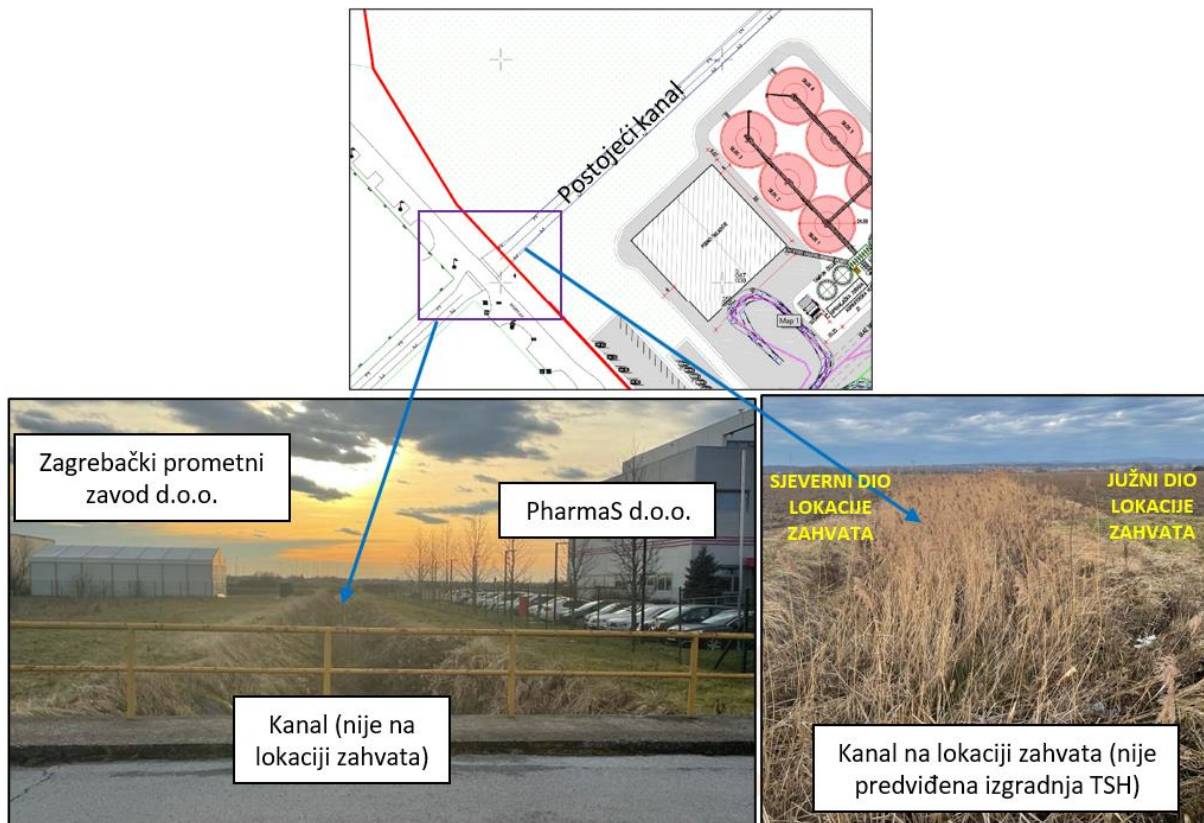 Postojeći kanal
Map 1
Zagrebački prometni
zavod d.o.o.
PharmaS d.o.o.
Kanal (nije na
lokaciji zahvata)
SJEVERNI DIO
LOKACIJE
ZAHVATA
JUŽNI DIO
LOKACIJE
ZAHVATA
Kanal na lokaciji zahvata (nije
predviđena izgradnja TSH)